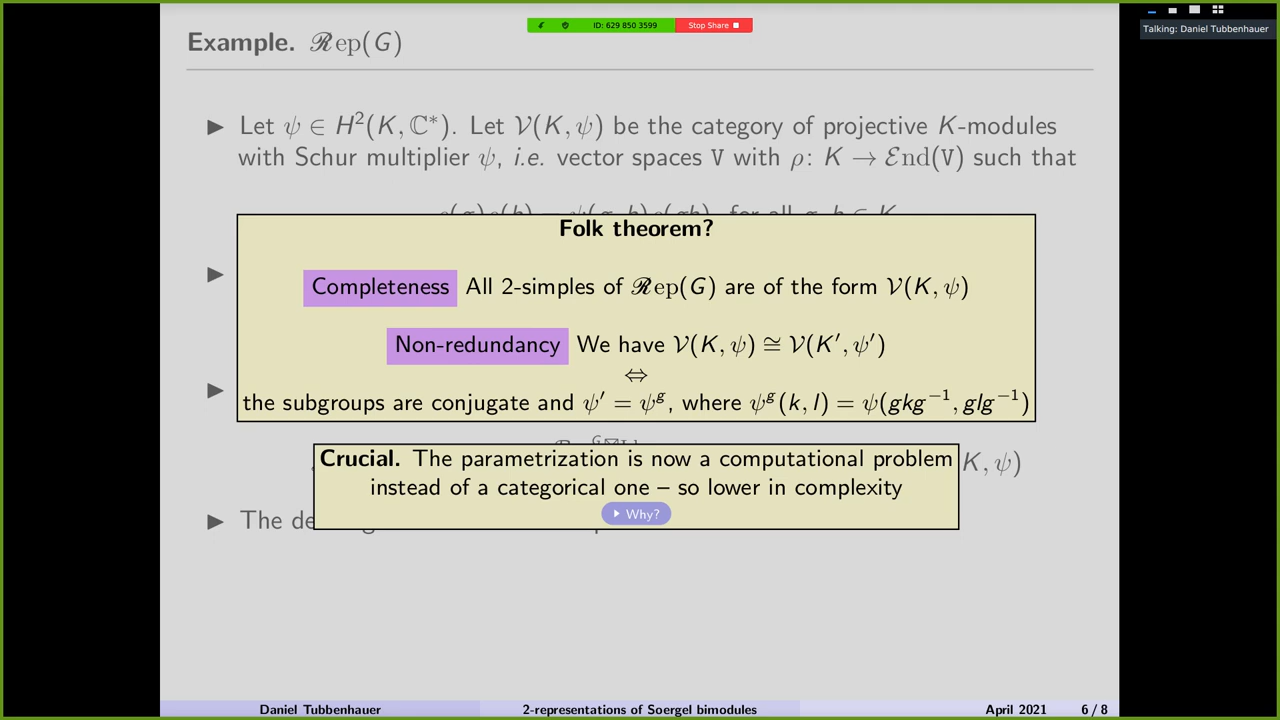 ID: 629 850 3599 Stop Share
Talking: Daniel Tubbenhauer
Example. ℛep(G)
▶ Let ψ ∈ H²(K, ℂ*). Let 𝒱(K, ψ) be the category of projective K-modules
with Schur multiplier ψ, i.e. vector spaces V with ρ: K → ℰnd(V) such that
Folk theorem?
Completeness All 2-simples of ℛep(G) are of the form 𝒱(K, ψ)
Non-redundancy We have 𝒱(K, ψ) ≅ 𝒱(K′, ψ′)
⇔
the subgroups are conjugate and ψ′ = ψᵍ, where ψᵍ(k, l) = ψ(gkg⁻¹, glg⁻¹)
K, ψ)
Crucial. The parametrization is now a computational problem
instead of a categorical one – so lower in complexity
▶ Why?
▶ The de
Daniel Tubbenhauer 2-representations of Soergel bimodules April 2021 6 / 8